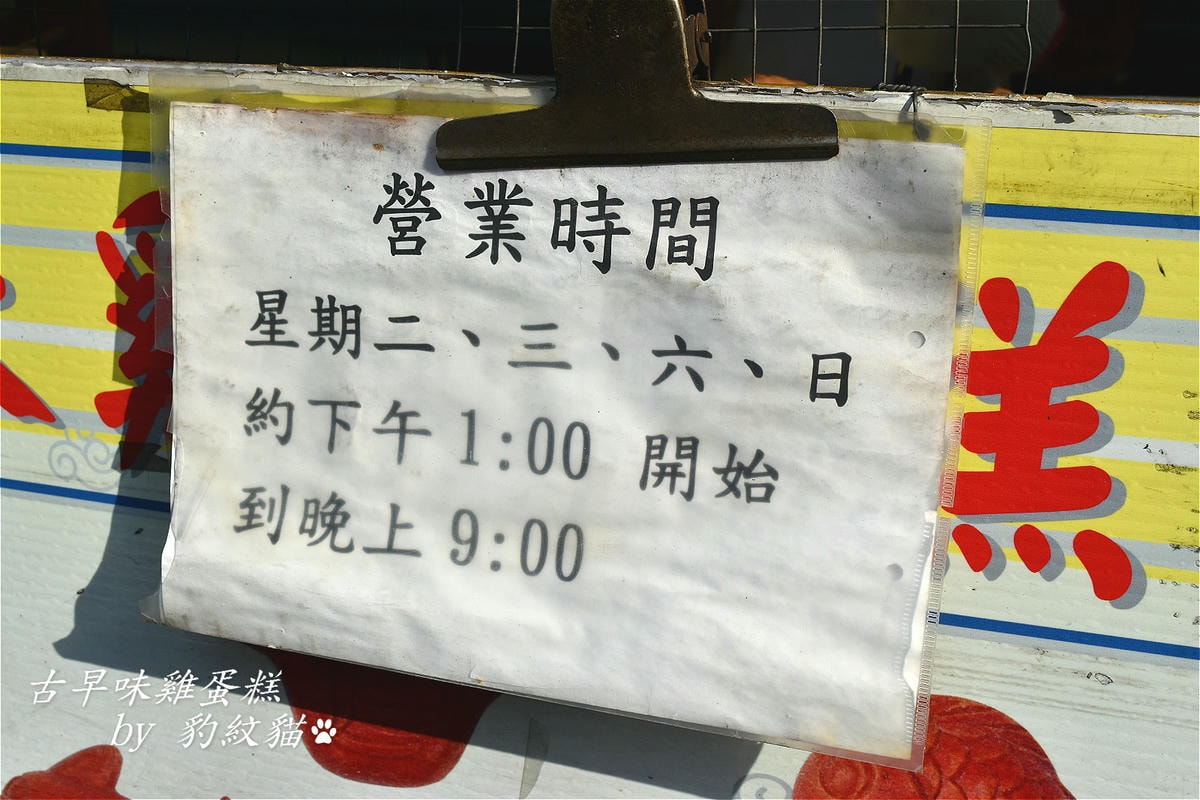 營業時間
星期二、三、六、日
約下午 1:00 開始
到晚上 9:00
古早味雞蛋糕
by 豹紋貓